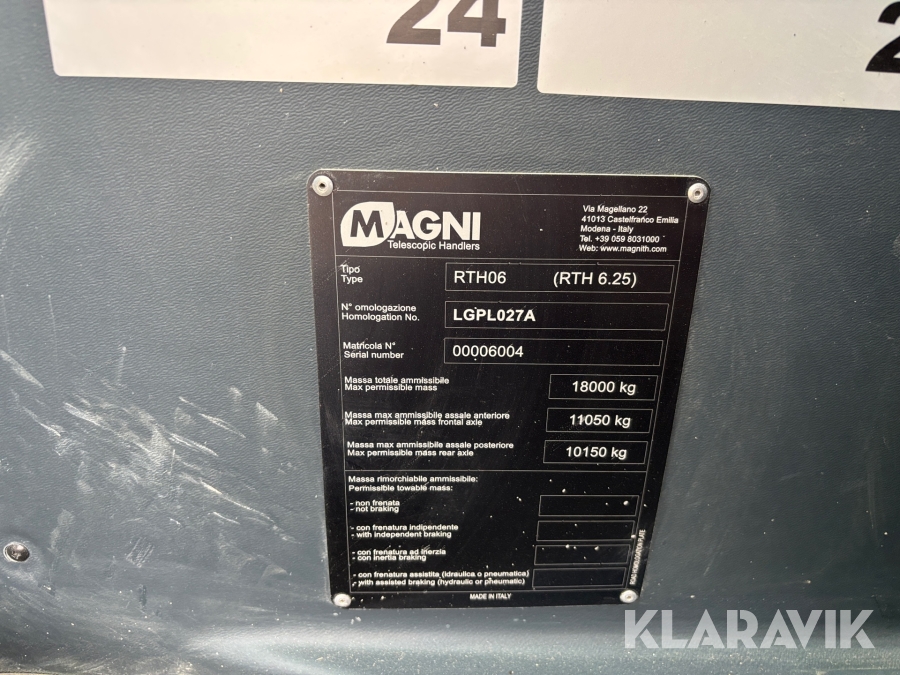 24
2
MAGNI
Telescopic Handlers
Via Magellano 22
41013 Castelfranco Emilia
Modena - Italy
Tel. +39 059 8031000
Web: www.magnith.com
Tipo
Type
RTH06 (RTH 6.25)
N° omologazione
Homologation No.
LGPL027A
Matricola N°
Serial number
00006004
Massa totale ammissibile
Max permissible mass
18000 kg
Massa max ammissibile assale anteriore
Max permissible mass frontal axle
11050 kg
Massa max ammissibile assale posteriore
Max permissible mass rear axle
10150 kg
Massa rimorchiabile ammissibile:
Permissible towable mass:
- non frenata
- not braking
- con frenatura indipendente
- with independent braking
- con frenatura ad inerzia
- con inertia braking
- con frenatura assistita (idraulica o pneumatica)
- with assisted braking (hydraulic or pneumatic)
ROAD HOMOLOGATION PLATE
MADE IN ITALY
KLARAVIK